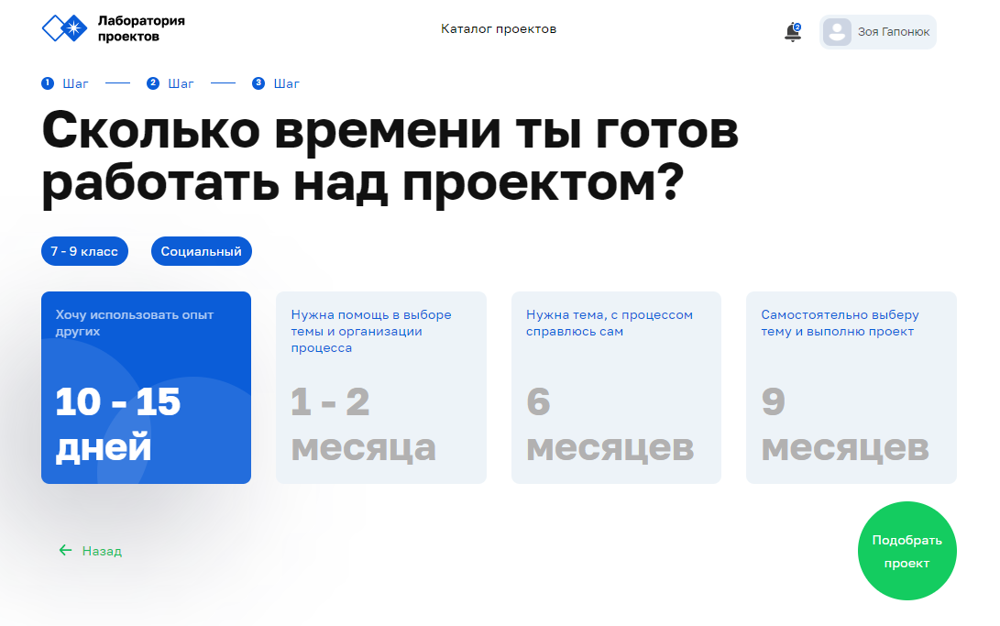 Лаборатория
проектов
Каталог проектов
2
Зоя Гапонюк
1 Шаг
2 Шаг
3 Шаг
Сколько времени ты готов
работать над проектом?
7 - 9 класс
Социальный
Хочу использовать опыт
других
10 - 15
дней
Нужна помощь в выборе
темы и организации
процесса
1 - 2
месяца
Нужна тема, с процессом
справлюсь сам
6
месяцев
Самостоятельно выберу
тему и выполню проект
9
месяцев
Назад
Подобрать
проект